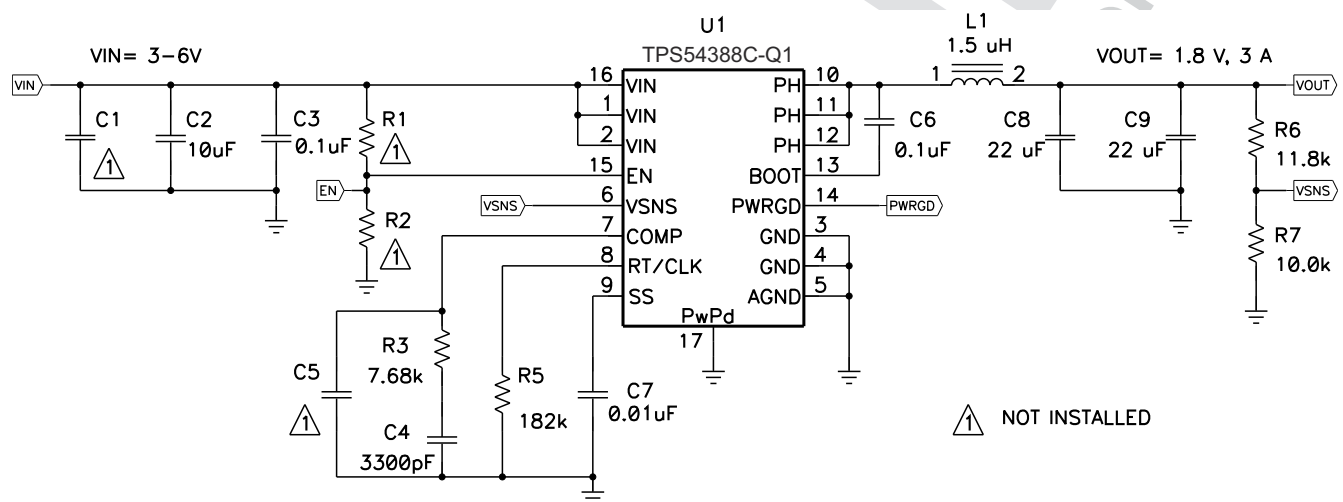 U1
TPS54388C-Q1
L1
1.5 uH
VIN= 3-6V
VOUT= 1.8 V, 3 A
VIN
16
VIN
PH
10
1
2
VOUT
C1
1
C2
10uF
C3
0.1uF
R1
1
1
VIN
PH
11
2
VIN
PH
12
C6
0.1uF
C8
22 uF
C9
22 uF
R6
11.8k
15
EN
BOOT
13
EN
VSNS
6
VSNS
PWRGD
14
PWRGD
VSNS
R2
1
7
COMP
GND
3
R7
10.0k
8
RT/CLK
GND
4
9
SS
AGND
5
PwPd
17
C5
1
R3
7.68k
R5
182k
C7
0.01uF
C4
3300pF
1
NOT INSTALLED